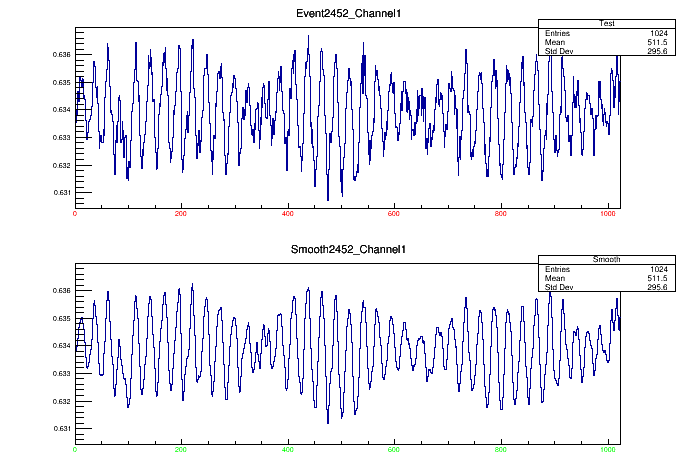 Event2452_Channel1
Test
Entries 1024
Mean 511.5
Std Dev 295.6
0.636
0.635
0.634
0.633
0.632
0.631
0 200 400 600 800 1000
Smooth2452_Channel1
Smooth
Entries 1024
Mean 511.5
Std Dev 295.6
0.636
0.635
0.634
0.633
0.632
0.631
0 200 400 600 800 1000